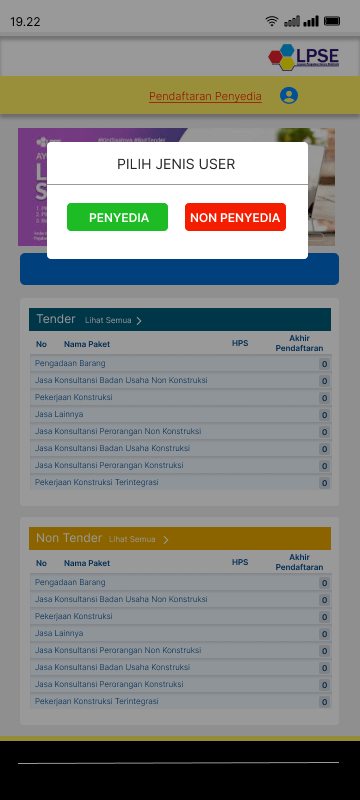 19.22
LPSE
Pendaftaran Penyedia
PILIH JENIS USER
PENYEDIA
NON PENYEDIA
Tender Lihat Semua
No Nama Paket HPS Akhir Pendaftaran
Pengadaan Barang 0
Jasa Konsultansi Badan Usaha Non Konstruksi 0
Pekerjaan Konstruksi 0
Jasa Lainnya 0
Jasa Konsultansi Perorangan Non Konstruksi 0
Jasa Konsultansi Badan Usaha Konstruksi 0
Jasa Konsultansi Perorangan Konstruksi 0
Pekerjaan Konstruksi Terintegrasi 0
Non Tender Lihat Semua
No Nama Paket HPS Akhir Pendaftaran
Pengadaan Barang 0
Jasa Konsultansi Badan Usaha Non Konstruksi 0
Pekerjaan Konstruksi 0
Jasa Lainnya 0
Jasa Konsultansi Perorangan Non Konstruksi 0
Jasa Konsultansi Badan Usaha Konstruksi 0
Jasa Konsultansi Perorangan Konstruksi 0
Pekerjaan Konstruksi Terintegrasi 0